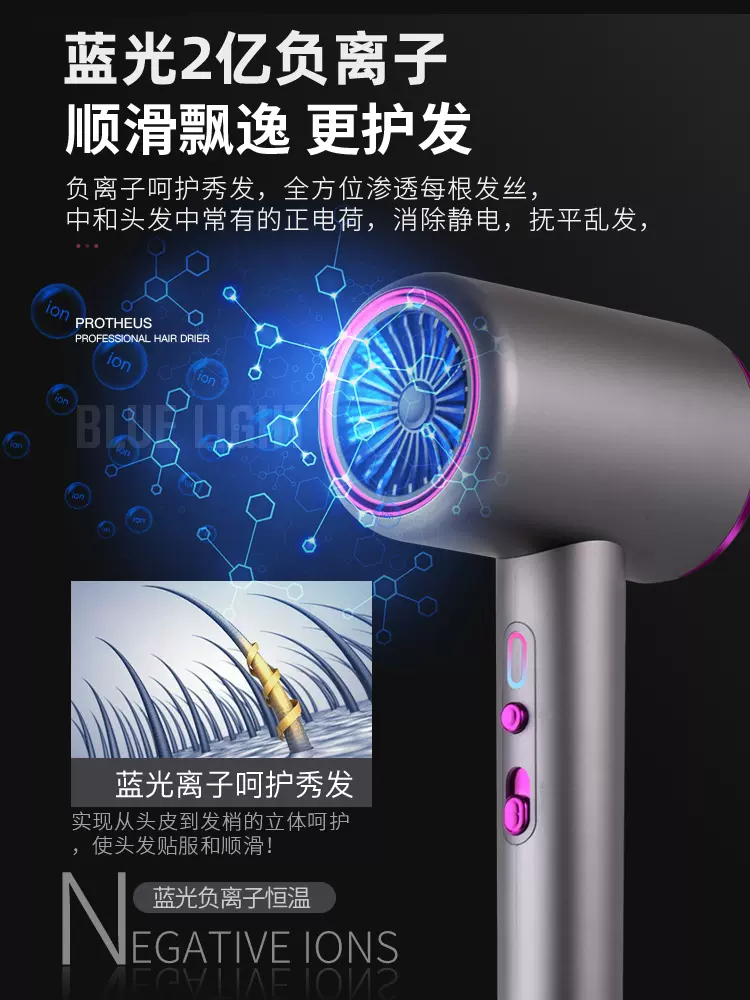 蓝光2亿负离子
顺滑飘逸 更护发
负离子呵护秀发，全方位渗透每根发丝，
中和头发中常有的正电荷，消除静电，抚平乱发，
ion
PROTHEUS
PROFESSIONAL HAIR DRIER
ion
ion
ion
BLUE LIGHT
ion
ion
ion
ion
ion
蓝光离子呵护秀发
实现从头皮到发梢的立体呵护
，使头发贴服和顺滑！
蓝光负离子恒温
NEGATIVE IONS